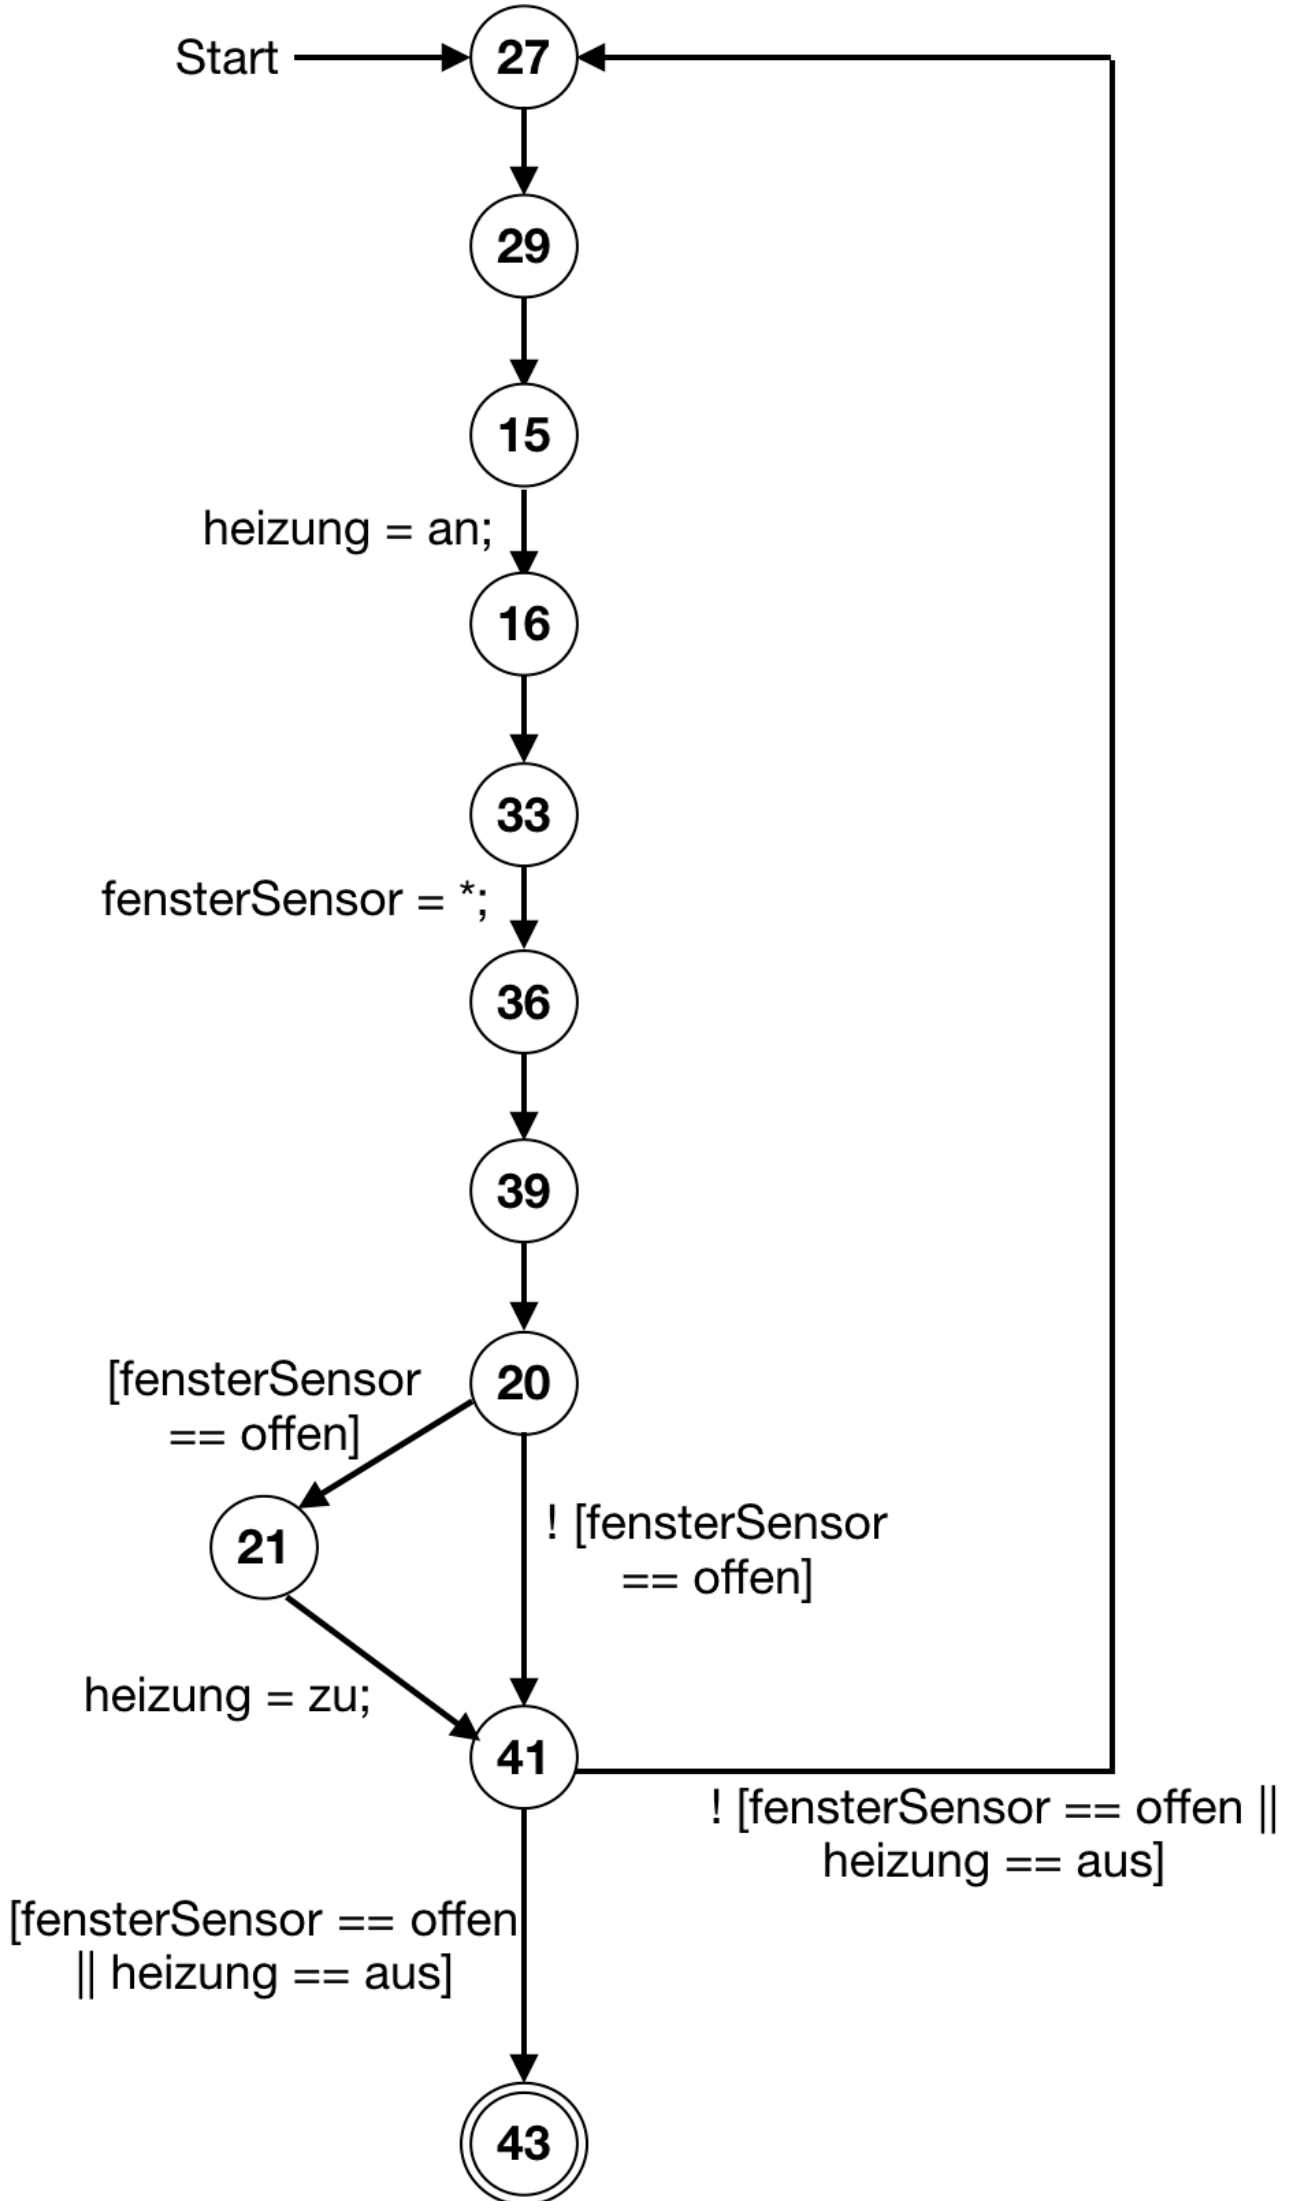 Start
27
29
15
heizung = an;
16
33
fensterSensor = *;
36
39
20
[fensterSensor
== offen]
21
! [fensterSensor
== offen]
heizung = zu;
41
! [fensterSensor == offen ||
heizung == aus]
[fensterSensor == offen
|| heizung == aus]
43